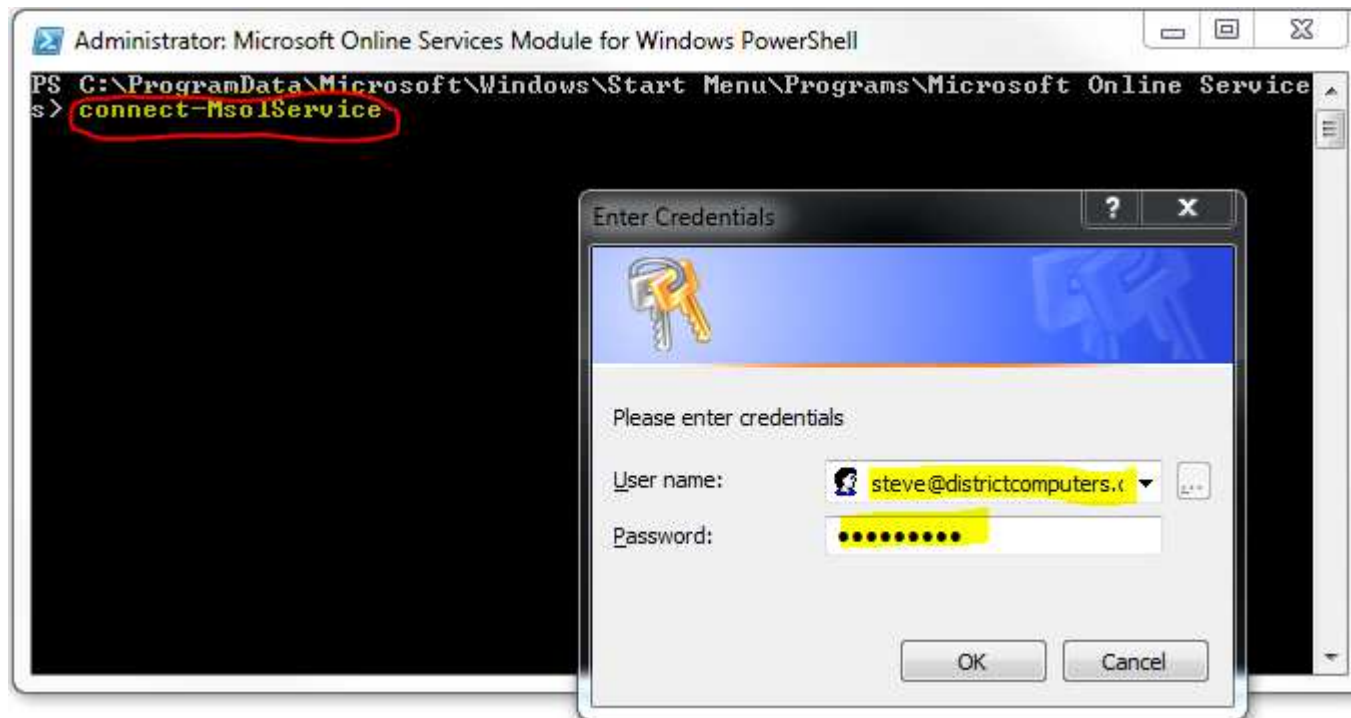 Administrator: Microsoft Online Services Module for Windows PowerShell
PS C:\ProgramData\Microsoft\Windows\Start Menu\Programs\Microsoft Online Service
s> connect-MsolService
Enter Credentials
Please enter credentials
User name: steve@districtcomputers.c
Password: •••••••••
OK Cancel